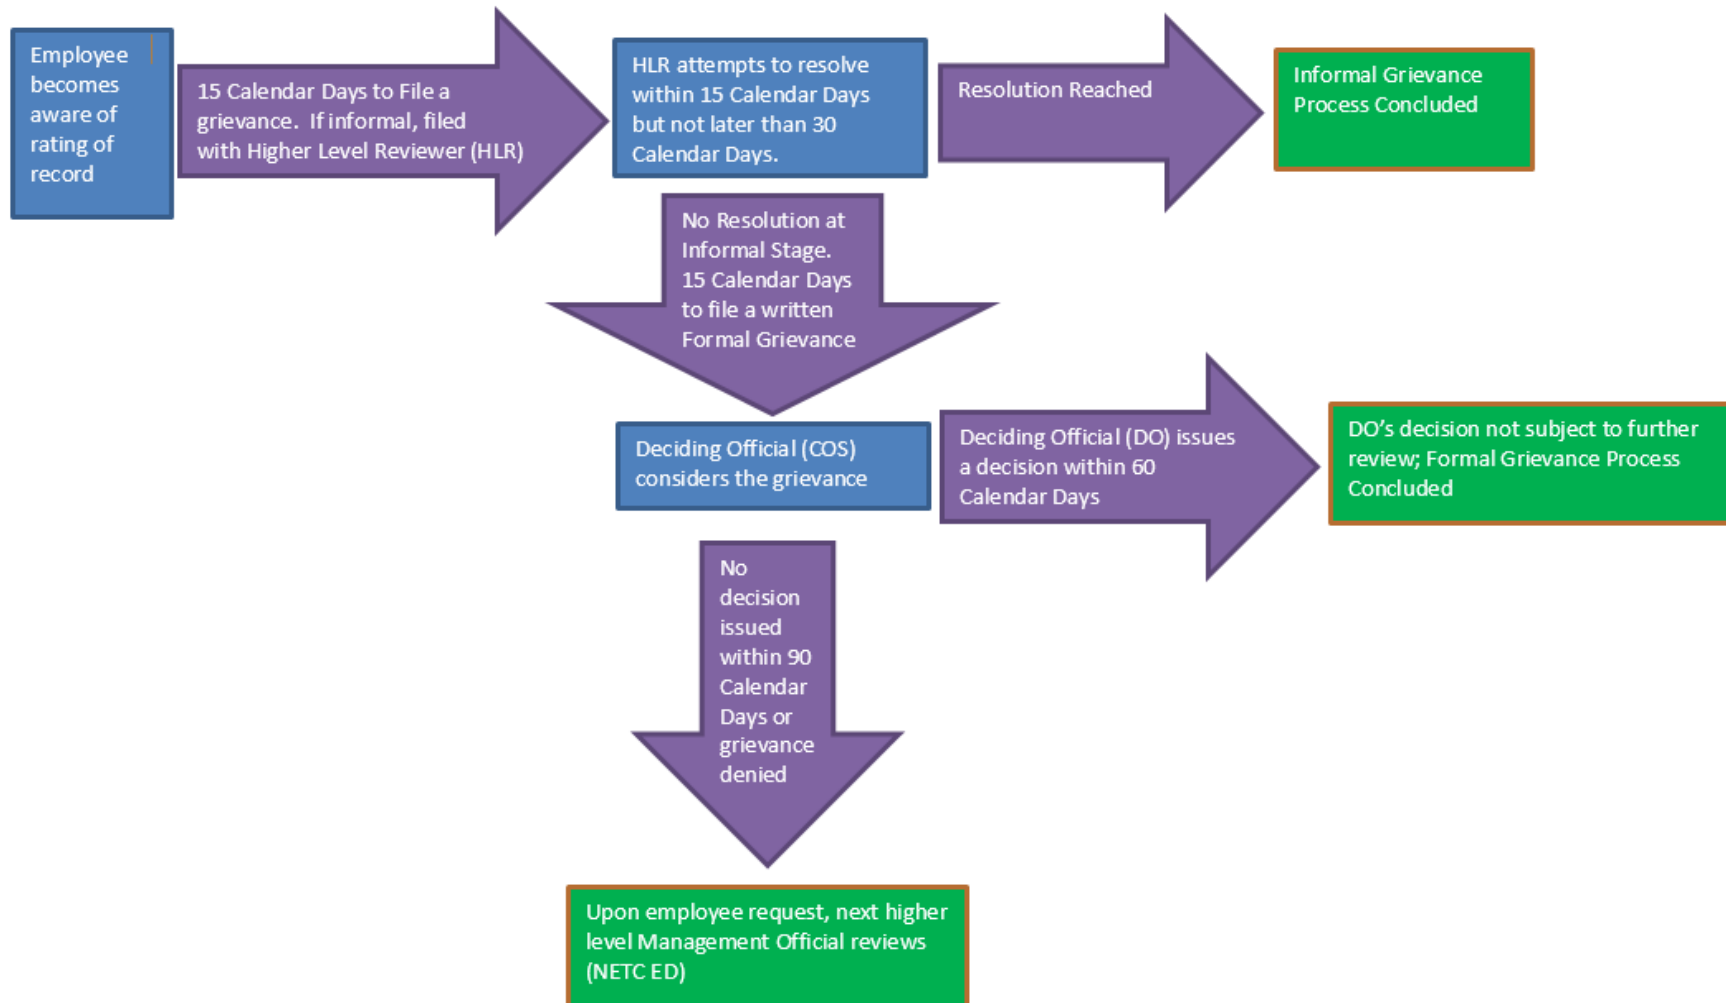 Employee
becomes
aware of
rating of
record
15 Calendar Days to File a
grievance.  If informal, filed
with Higher Level Reviewer (HLR)
HLR attempts to resolve
within 15 Calendar Days
but not later than 30
Calendar Days.
Resolution Reached
Informal Grievance
Process Concluded
No Resolution at
Informal Stage.
15 Calendar Days
to file a written
Formal Grievance
Deciding Official (COS)
considers the grievance
Deciding Official (DO) issues
a decision within 60
Calendar Days
DO’s decision not subject to further
review; Formal Grievance Process
Concluded
No
decision
issued
within 90
Calendar
Days or
grievance
denied
Upon employee request, next higher
level Management Official reviews
(NETC ED)